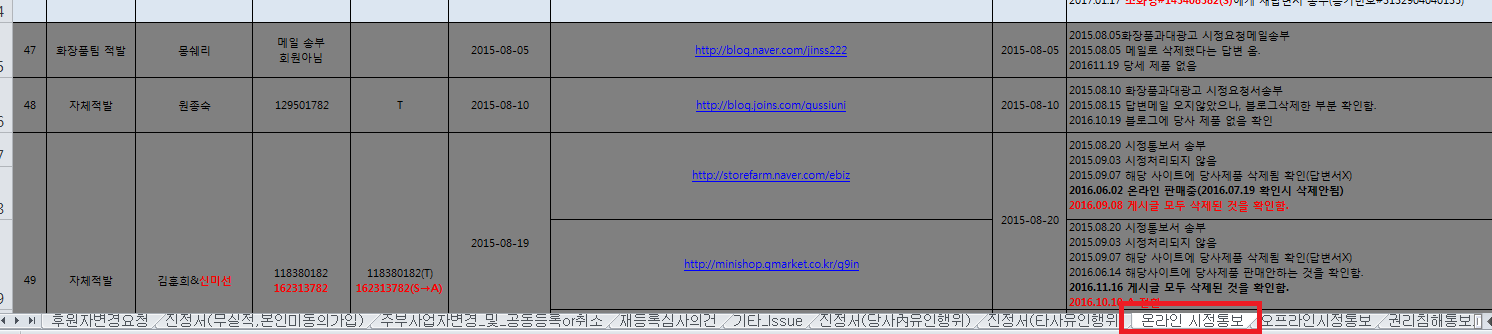 2017.01.17
47 화장품팀 적발 몽쉐리 메일 송부 2015-08-05 http://blog.naver.com/jinss222 2015-08-05 2015.08.05화장품과대광고 시정요청메일송부
회원아님 2015.08.05 메일로 삭제했다는 답변 옴.
201611.19 당세 제품 없음
48 자체적발 원종숙 129501782 T 2015-08-10 http://blog.joins.com/qussiuni 2015-08-10 2015.08.10 화장품과대광고 시정요청서송부
2015.08.15 답변메일 오지않았으나, 블로그삭제한 부분 확인함.
2016.10.19 블로그에 당사 제품 없음 확인
49 자체적발 김홍희&신미선 118380182 118380182(T) 2015-08-19 2015-08-20
162313782 162313782(S→A)
http://storefarm.naver.com/ebiz
2015.08.20 시정통보서 송부
2015.09.03 시정처리되지 않음
2015.09.07 해당 사이트에 당사제품 삭제됨 확인(답변서X)
2016.06.02 온라인 판매중(2016.07.19 확인시 삭제안됨)
2016.09.08 게시글 모두 삭제된 것을 확인함.
http://minishop.gmarket.co.kr/q9in
2015.08.20 시정통보서 송부
2015.09.03 시정처리되지 않음
2015.09.07 해당 사이트에 당사제품 삭제됨 확인(답변서X)
2016.06.14 해당사이트에 당사제품 판매안하는 것을 확인함.
2016.11.16 게시글 모두 삭제된 것을 확인함.
후원자변경요청 진정서(무실적,본인미동의가입) 주부사업자변경_및_공동등록or취소 재등록심사의건 기타_Issue 진정서(당사內유인행위) 진정서(타사유인행위 온라인 시정통보 오프라인시정통보 권리침해통보